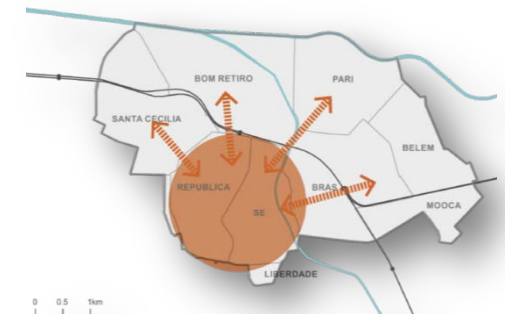 BOM RETIRO
PARI
SANTA CECILIA
BELEM
REPUBLICA
BRAS
MOOCA
SE
LIBERDADE
0 0.5 1km